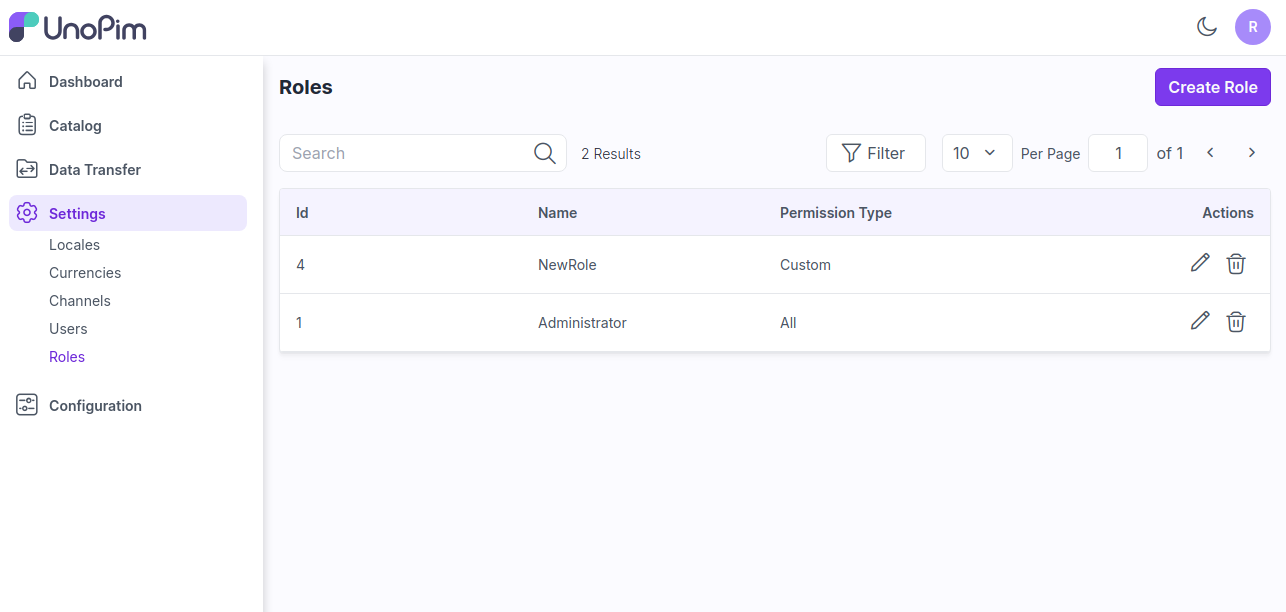 UnoPim
R
Dashboard
Catalog
Data Transfer
Settings
Locales
Currencies
Channels
Users
Roles
Configuration
Roles
Create Role
Search
2 Results
Filter
10
Per Page
1
of 1
Id Name Permission Type Actions
4 NewRole Custom
1 Administrator All